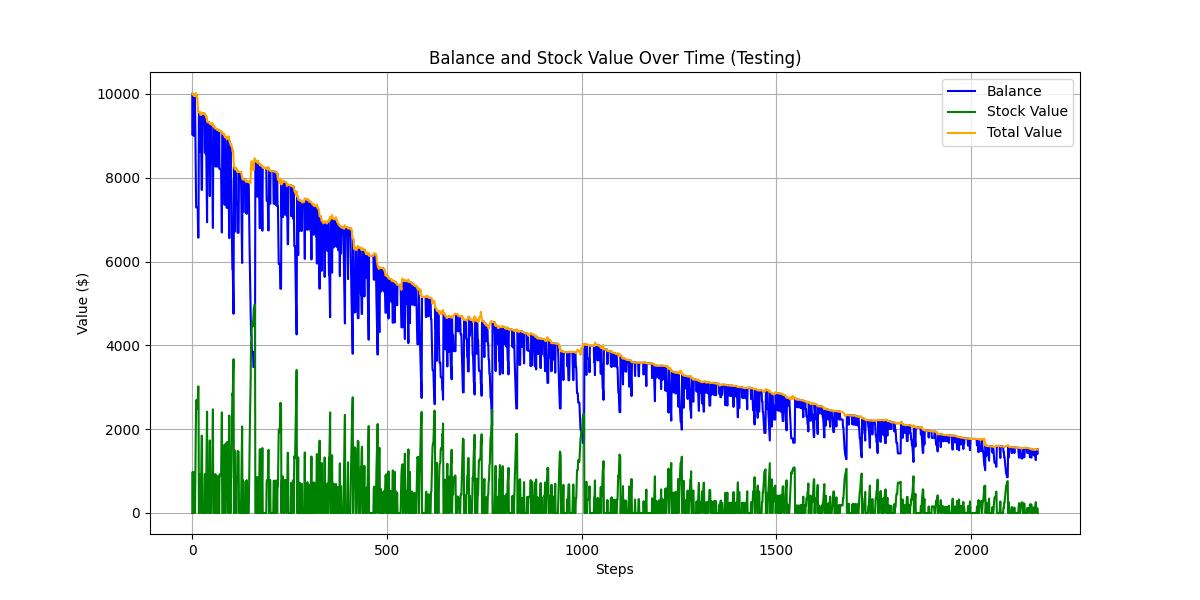 Balance and Stock Value Over Time (Testing)
Balance
Stock Value
Total Value
Value ($)
10000
8000
6000
4000
2000
0
0 500 1000 1500 2000
Steps